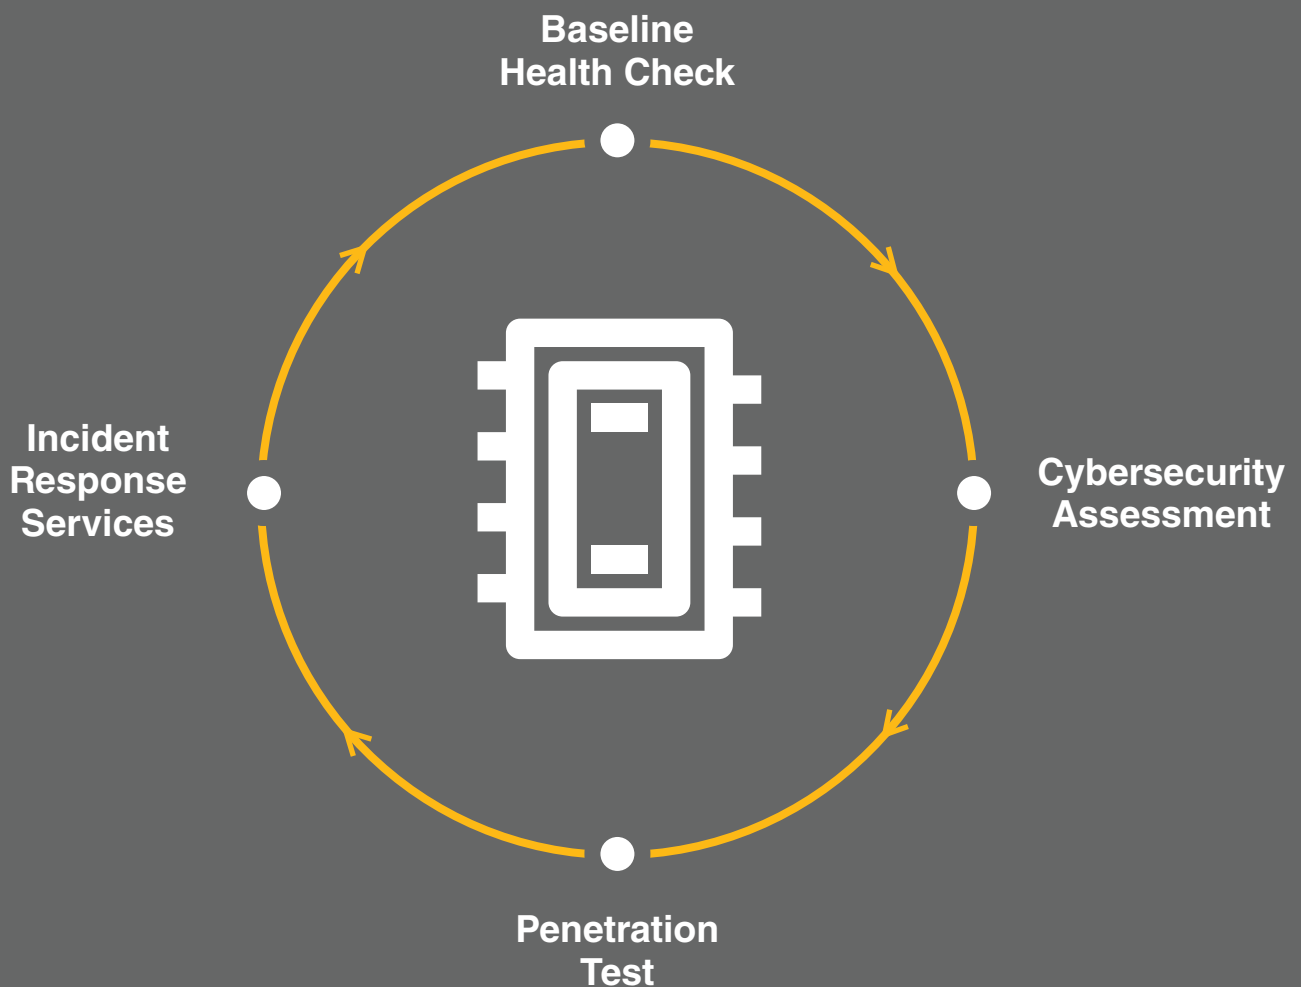 Baseline
Health Check
Incident
Response
Services
Cybersecurity
Assessment
Penetration
Test